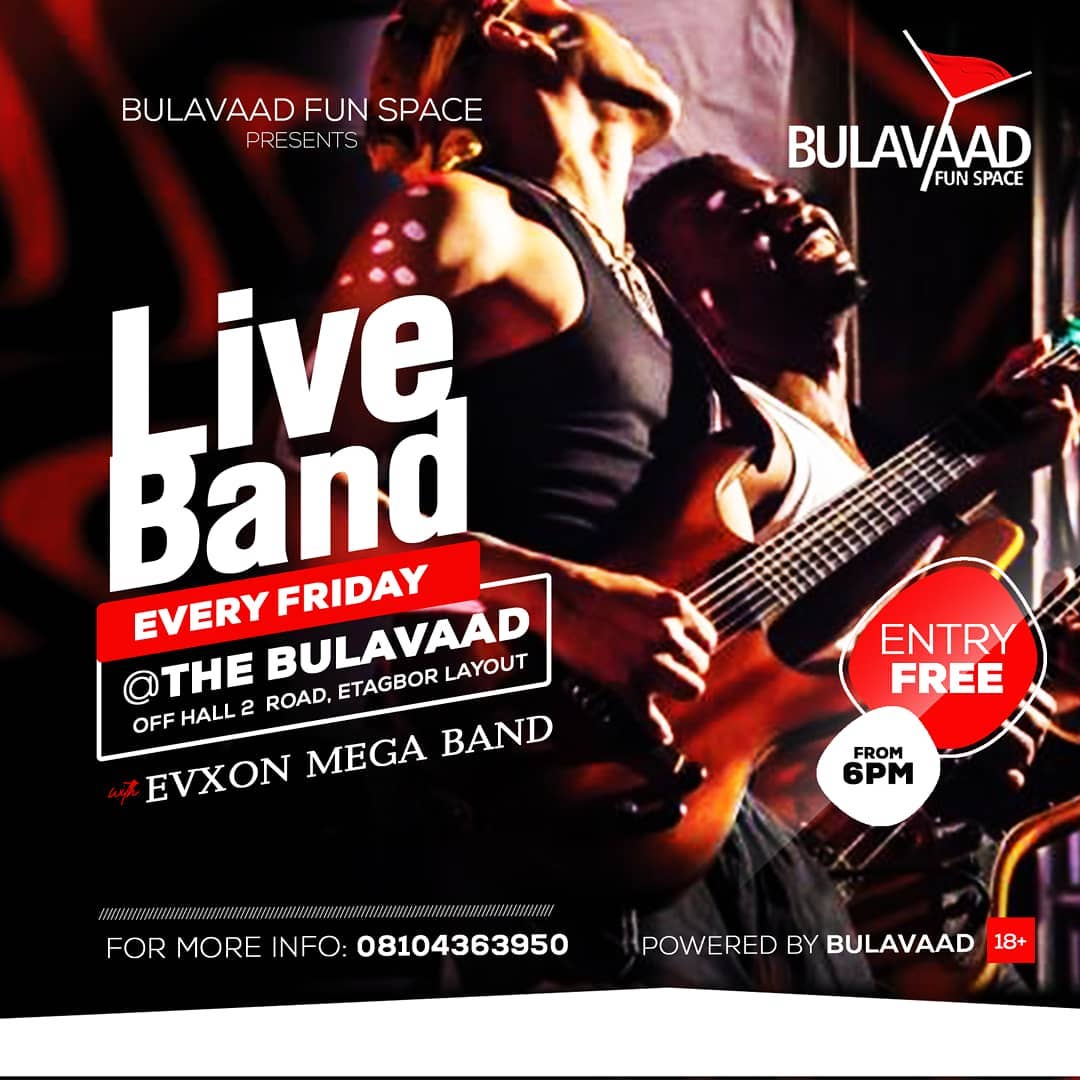 BULAVAAD FUN SPACE
PRESENTS
BULAVAAD
FUN SPACE
Live
Band
EVERY FRIDAY
@THE BULAVAAD
OFF HALL 2 ROAD, ETAGBOR LAYOUT
with EVXON MEGA BAND
ENTRY
FREE
FROM
6PM
FOR MORE INFO: 08104363950
POWERED BY BULAVAAD 18+